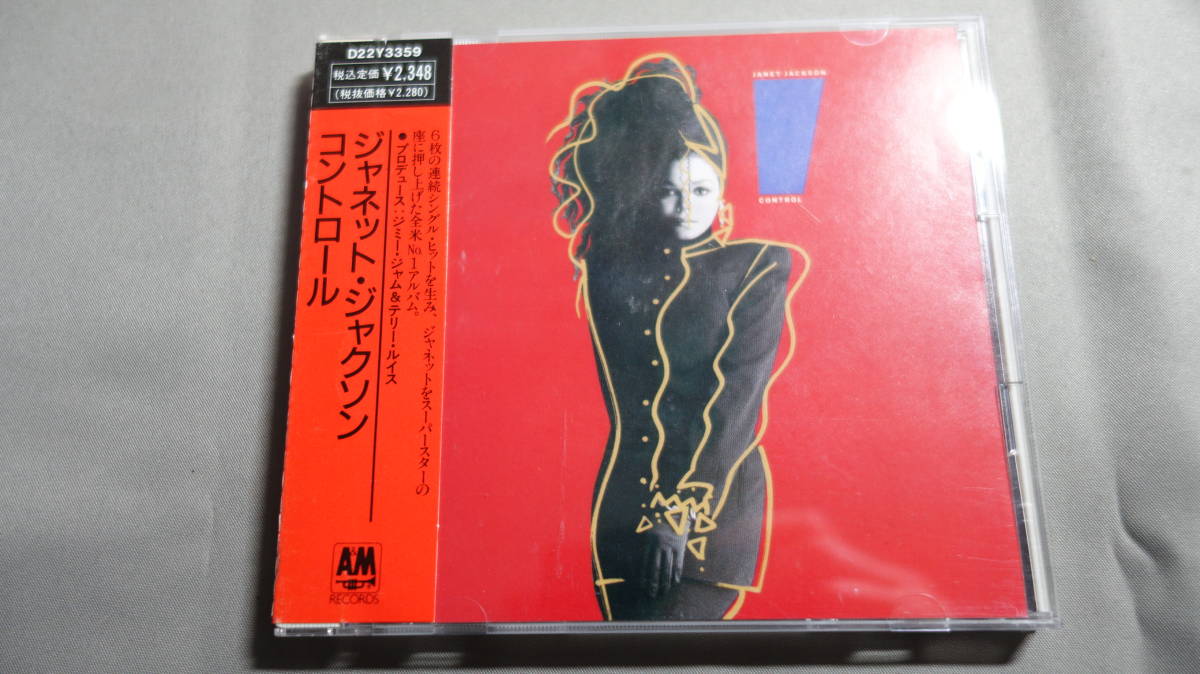 D22Y3359
税込定価¥2,348
(税抜価格¥2,280)
6枚の連続シングル・ヒットを生み、ジャネットをスーパースターの
座に押し上げた全米No.1アルバム。
●プロデュース:ジミー・ジャム&テリー・ルイス
ジャネット・ジャクソン
コントロール
A&M
RECORDS
JANET JACKSON
CONTROL